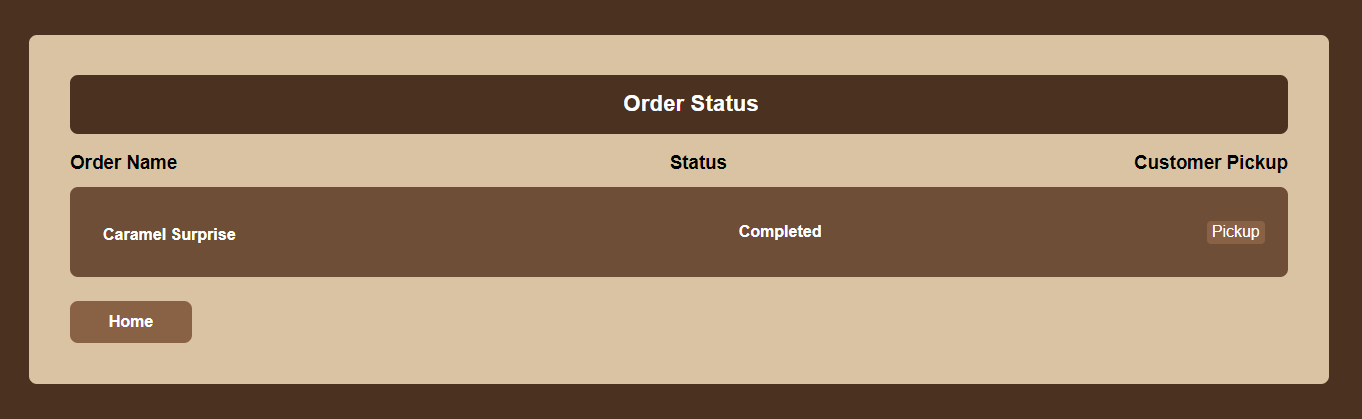 Order Status
Order Name Status Customer Pickup
Caramel Surprise Completed Pickup
Home